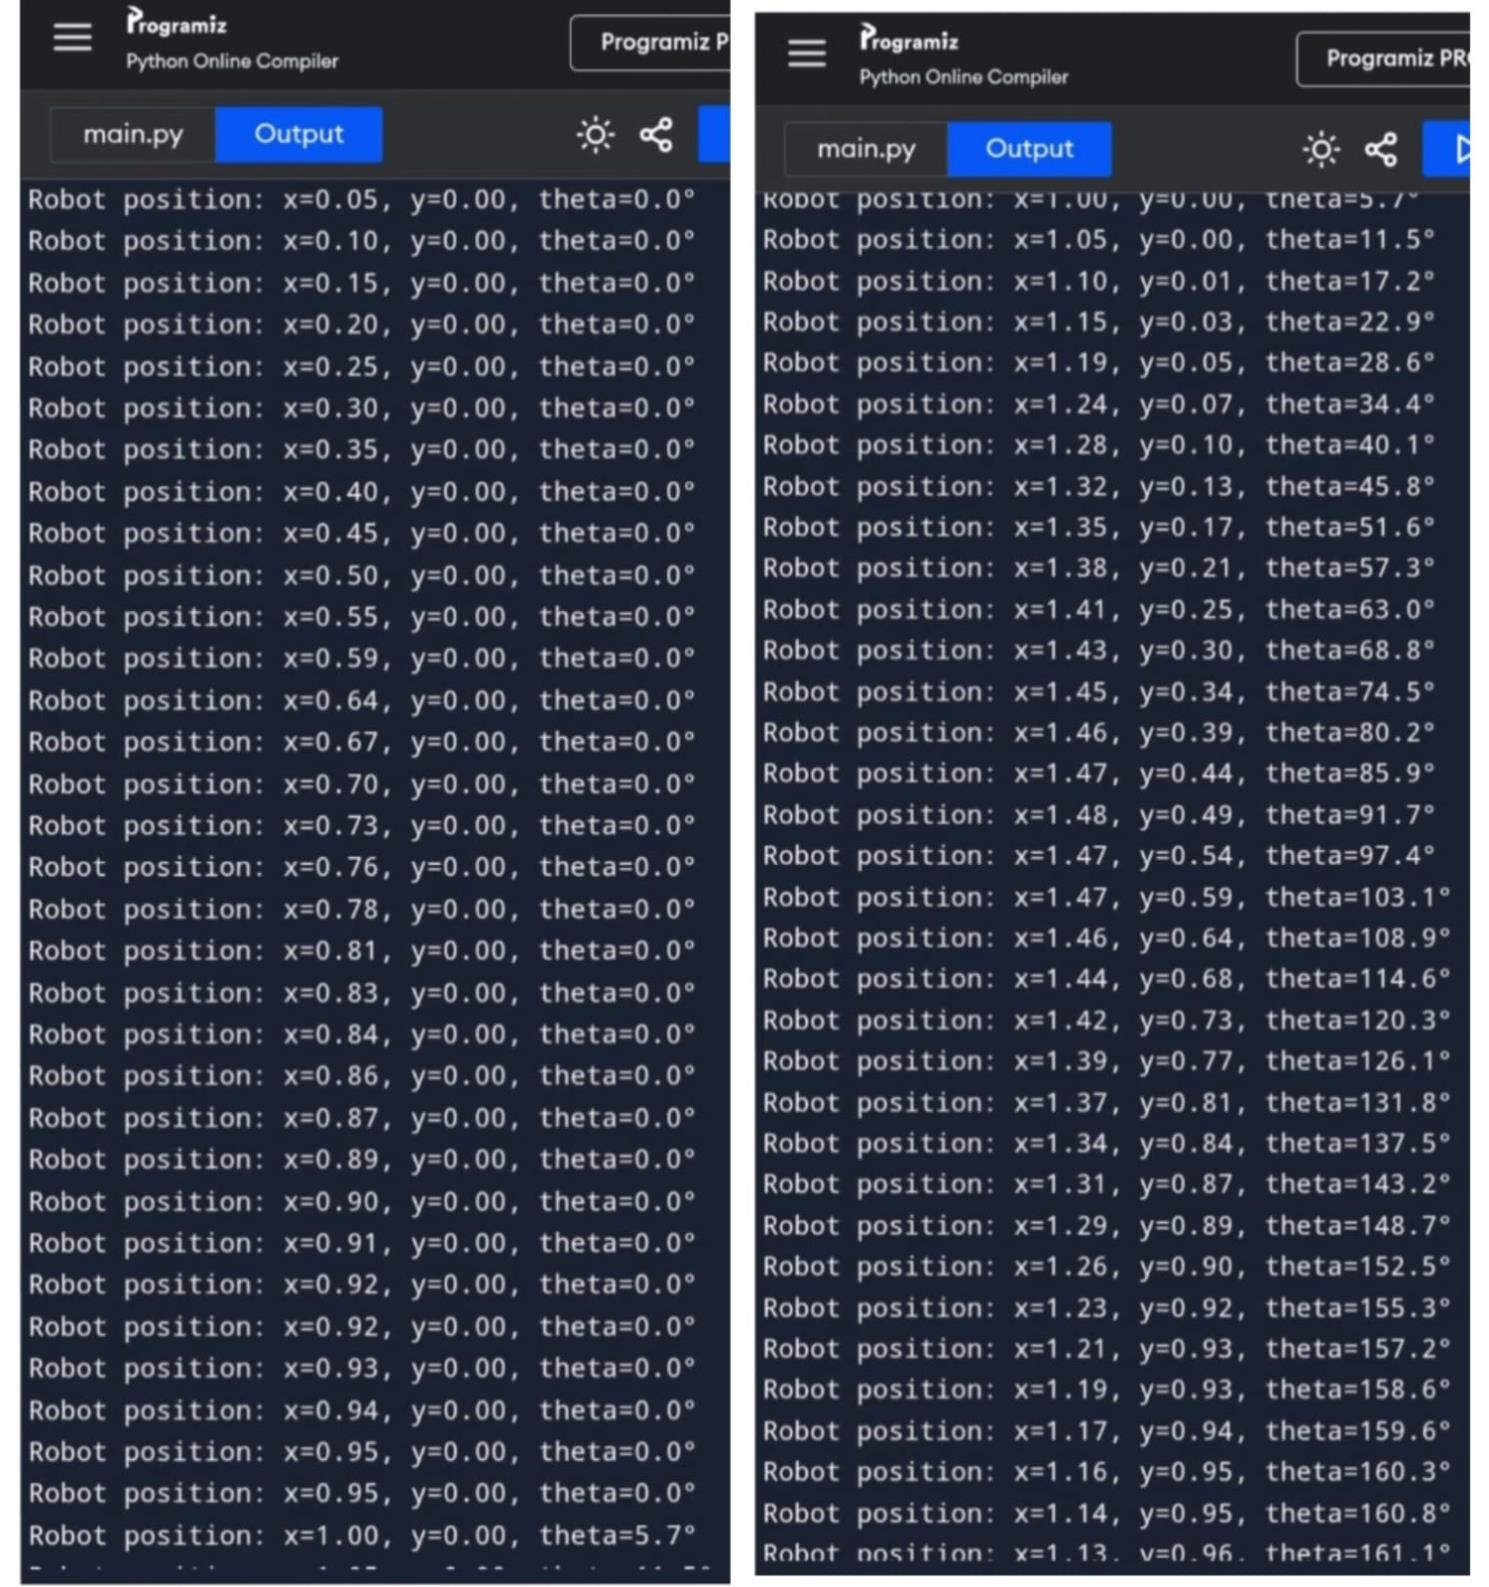 Programiz
Python Online Compiler
Programiz P
main.py
Output
Robot position: x=0.05, y=0.00, theta=0.0°
Robot position: x=0.10, y=0.00, theta=0.0°
Robot position: x=0.15, y=0.00, theta=0.0°
Robot position: x=0.20, y=0.00, theta=0.0°
Robot position: x=0.25, y=0.00, theta=0.0°
Robot position: x=0.30, y=0.00, theta=0.0°
Robot position: x=0.35, y=0.00, theta=0.0°
Robot position: x=0.40, y=0.00, theta=0.0°
Robot position: x=0.45, y=0.00, theta=0.0°
Robot position: x=0.50, y=0.00, theta=0.0°
Robot position: x=0.55, y=0.00, theta=0.0°
Robot position: x=0.59, y=0.00, theta=0.0°
Robot position: x=0.64, y=0.00, theta=0.0°
Robot position: x=0.67, y=0.00, theta=0.0°
Robot position: x=0.70, y=0.00, theta=0.0°
Robot position: x=0.73, y=0.00, theta=0.0°
Robot position: x=0.76, y=0.00, theta=0.0°
Robot position: x=0.78, y=0.00, theta=0.0°
Robot position: x=0.81, y=0.00, theta=0.0°
Robot position: x=0.83, y=0.00, theta=0.0°
Robot position: x=0.84, y=0.00, theta=0.0°
Robot position: x=0.86, y=0.00, theta=0.0°
Robot position: x=0.87, y=0.00, theta=0.0°
Robot position: x=0.89, y=0.00, theta=0.0°
Robot position: x=0.90, y=0.00, theta=0.0°
Robot position: x=0.91, y=0.00, theta=0.0°
Robot position: x=0.92, y=0.00, theta=0.0°
Robot position: x=0.92, y=0.00, theta=0.0°
Robot position: x=0.93, y=0.00, theta=0.0°
Robot position: x=0.94, y=0.00, theta=0.0°
Robot position: x=0.95, y=0.00, theta=0.0°
Robot position: x=0.95, y=0.00, theta=0.0°
Robot position: x=1.00, y=0.00, theta=5.7°
Programiz
Python Online Compiler
Programiz PR
main.py
Output
Robot position: x=1.00, y=0.00, theta=5.7°
Robot position: x=1.05, y=0.00, theta=11.5°
Robot position: x=1.10, y=0.01, theta=17.2°
Robot position: x=1.15, y=0.03, theta=22.9°
Robot position: x=1.19, y=0.05, theta=28.6°
Robot position: x=1.24, y=0.07, theta=34.4°
Robot position: x=1.28, y=0.10, theta=40.1°
Robot position: x=1.32, y=0.13, theta=45.8°
Robot position: x=1.35, y=0.17, theta=51.6°
Robot position: x=1.38, y=0.21, theta=57.3°
Robot position: x=1.41, y=0.25, theta=63.0°
Robot position: x=1.43, y=0.30, theta=68.8°
Robot position: x=1.45, y=0.34, theta=74.5°
Robot position: x=1.46, y=0.39, theta=80.2°
Robot position: x=1.47, y=0.44, theta=85.9°
Robot position: x=1.48, y=0.49, theta=91.7°
Robot position: x=1.47, y=0.54, theta=97.4°
Robot position: x=1.47, y=0.59, theta=103.1°
Robot position: x=1.46, y=0.64, theta=108.9°
Robot position: x=1.44, y=0.68, theta=114.6°
Robot position: x=1.42, y=0.73, theta=120.3°
Robot position: x=1.39, y=0.77, theta=126.1°
Robot position: x=1.37, y=0.81, theta=131.8°
Robot position: x=1.34, y=0.84, theta=137.5°
Robot position: x=1.31, y=0.87, theta=143.2°
Robot position: x=1.29, y=0.89, theta=148.7°
Robot position: x=1.26, y=0.90, theta=152.5°
Robot position: x=1.23, y=0.92, theta=155.3°
Robot position: x=1.21, y=0.93, theta=157.2°
Robot position: x=1.19, y=0.93, theta=158.6°
Robot position: x=1.17, y=0.94, theta=159.6°
Robot position: x=1.16, y=0.95, theta=160.3°
Robot position: x=1.14, y=0.95, theta=160.8°
Robot position: x=1.13, y=0.96, theta=161.1°